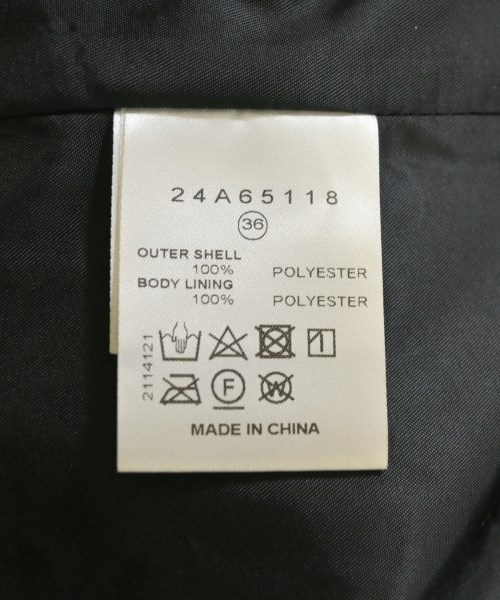 24A65118
36
OUTER SHELL
100% POLYESTER
BODY LINING
100% POLYESTER
2114121
F
W
MADE IN CHINA